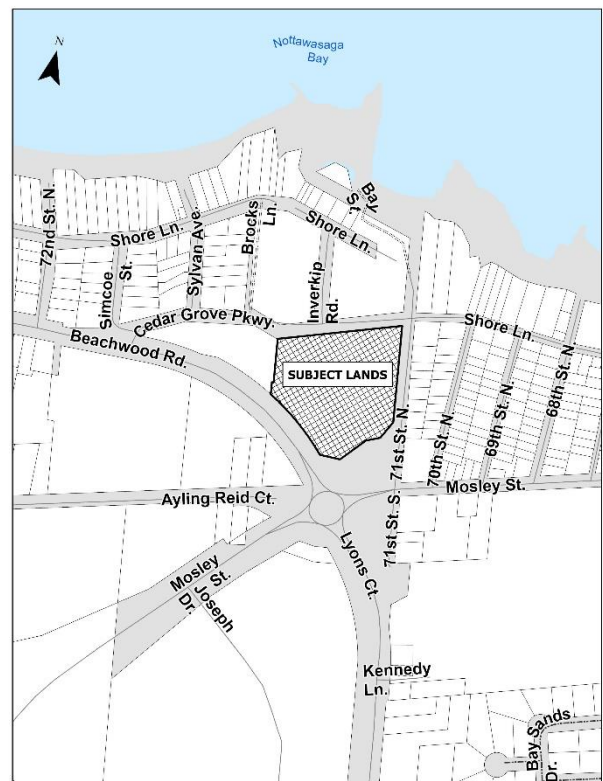 N
Nottawasaga
Bay
72nd St. N.
Shore Ln.
Simcoe
St.
Sylvan Ave.
Brocks
Ln.
Bay
St.
Shore Ln.
Inverkip
Rd.
Cedar Grove Pkwy.
Shore Ln.
Beachwood Rd.
SUBJECT LANDS
71st St. N.
70th St. N.
69th St. N.
68th St. N.
Ayling Reid Ct.
Mosley St.
71st St. S.
Lyons Ct.
Mosley
St.
Joseph
Dr.
Kennedy
Ln.
Bay Sands
Dr.